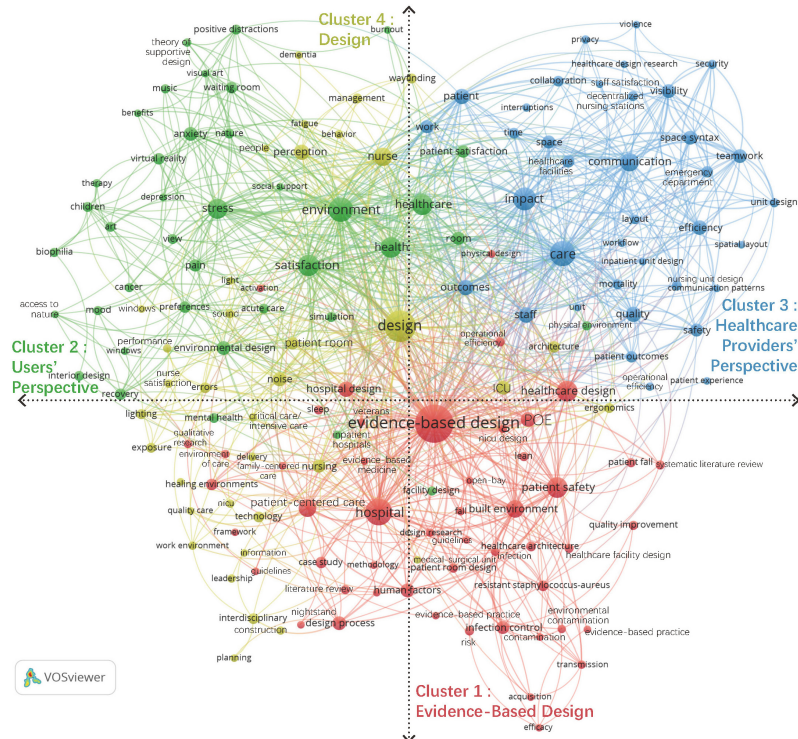 Cluster 4 :
Design
positive distractions
burnout
violence
theory of
supportive
design
privacy
dementia
healthcare design research
security
visual art
wayfinding
music
waiting room
collaboration
staff satisfaction
visibility
management
patient
decentralized
nursing stations
benefits
interruptions
fatigue
anxiety
nature
behavior
work
time
space
space syntax
people
perception
nurse
patient satisfaction
virtual reality
healthcare
facilities
communication
teamwork
emergency
department
therapy
depression
social support
children
stress
environment
healthcare
impact
unit design
art
layout
efficiency
view
health
room
workflow
spatial layout
biophilia
pain
satisfaction
physical design
care
inpatient unit design
light
activation
cancer
outcomes
mortality
nursing unit design
communication patterns
access to
nature
mood
windows
preferences
acute care
sound
simulation
staff
unit
quality
Cluster 3 :
Healthcare
Providers'
Perspective
design
physical environment
safety
performance
patient room
operational
efficiency
Cluster 2 :
Users'
Perspective
windows
environmental design
architecture
patient outcomes
interior design
nurse
satisfaction
errors
noise
hospital design
ICU
healthcare design
operational
efficiency
patient experience
recovery
lighting
mental health
critical care/
intensive care
sleep
veterans
evidence-based design
POE
ergonomics
qualitative
research
inpatient
hospitals
nicu design
exposure
environment
of care
delivery
family-centered
care
nursing
evidence-based
medicine
lean
patient fall
systematic literature review
healing environments
open-bay
patient safety
nicu
facility design
quality care
technology
patient-centered care
hospital
fall
built environment
quality improvement
framework
design research
guidelines
work environment
information
healthcare architecture
infection
healthcare facility design
leadership
guidelines
case study
methodology
medical-surgical unit
patient room design
literature review
human factors
resistant staphylococcus-aureus
interdisciplinary
nightstand
construction
design process
evidence-based practice
infection control
risk
contamination
environmental
contamination
evidence-based practice
planning
transmission
VOSviewer
Cluster 1 :
Evidence-Based Design
acquisition
efficacy